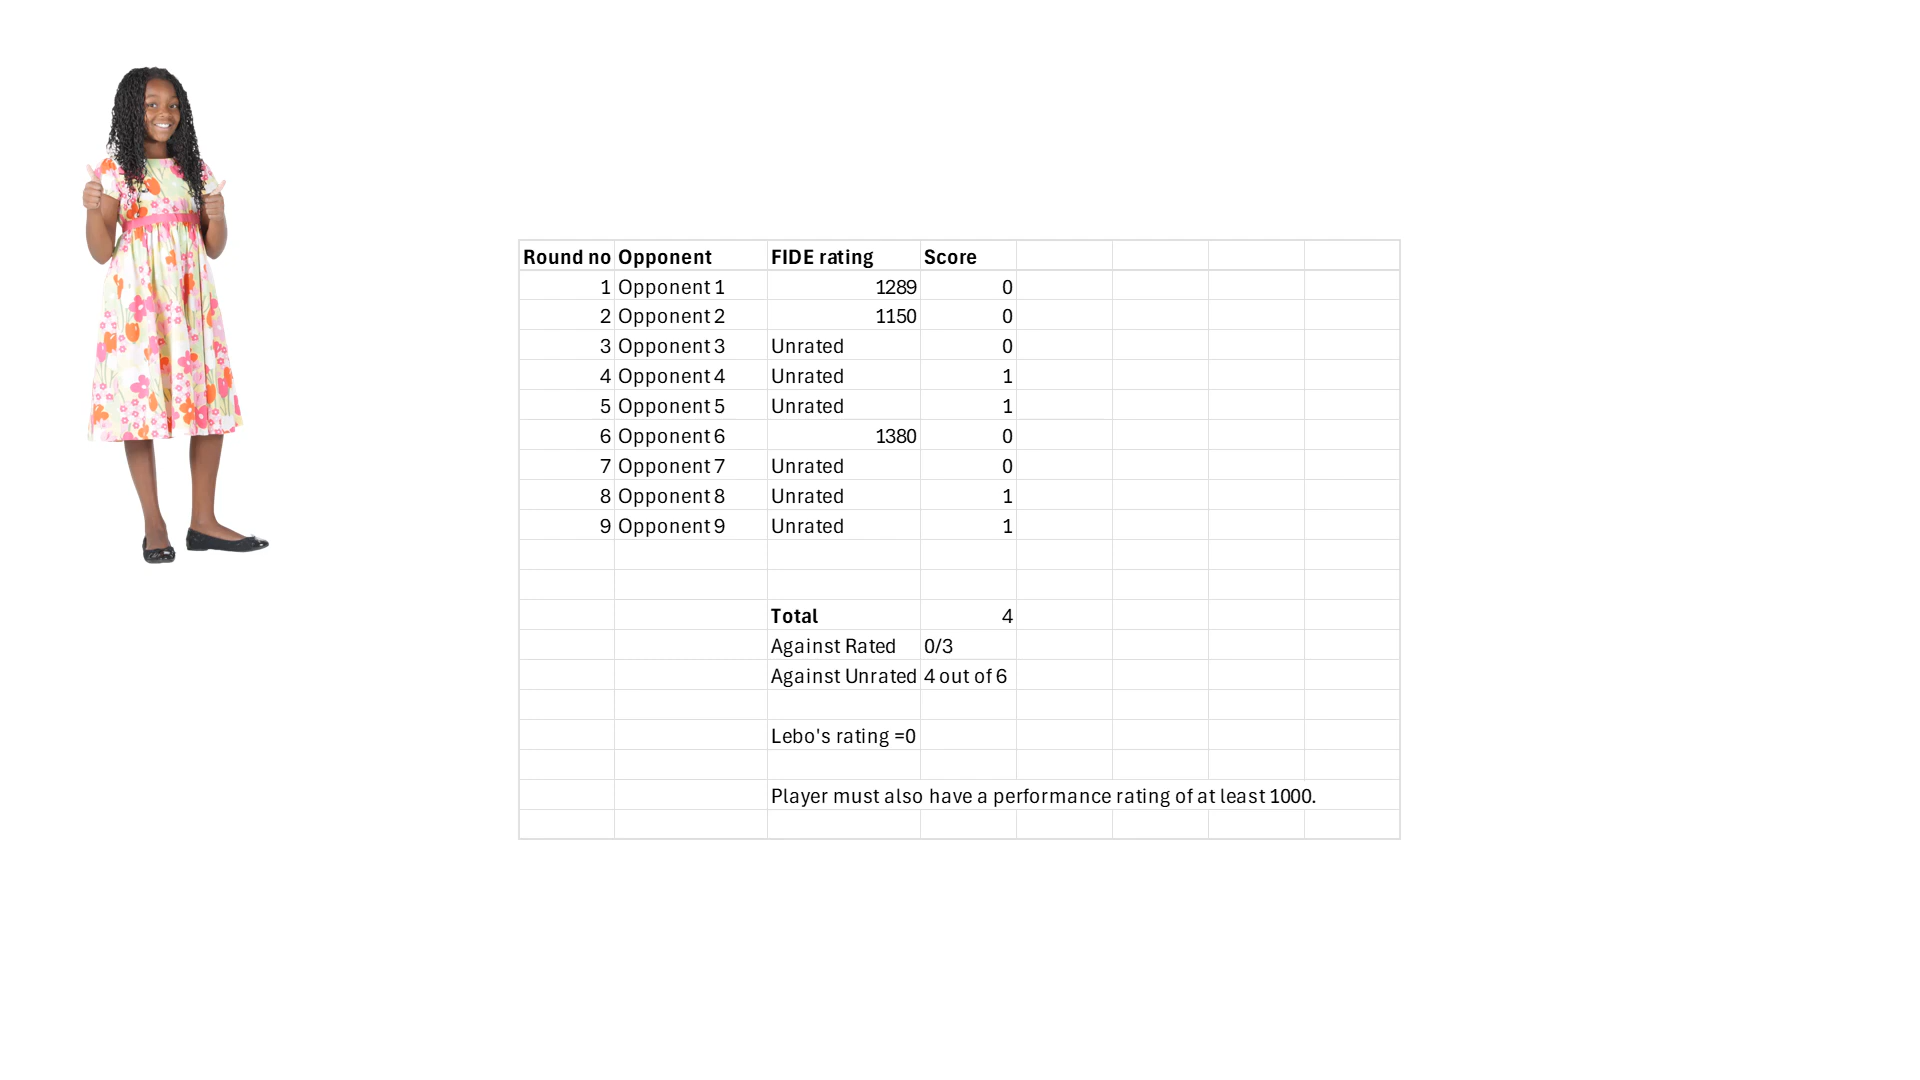 Round no Opponent FIDE rating Score
1 Opponent 1 1289 0
2 Opponent 2 1150 0
3 Opponent 3 Unrated 0
4 Opponent 4 Unrated 1
5 Opponent 5 Unrated 1
6 Opponent 6 1380 0
7 Opponent 7 Unrated 0
8 Opponent 8 Unrated 1
9 Opponent 9 Unrated 1
Total 4
Against Rated 0/3
Against Unrated 4 out of 6
Lebo's rating =0
Player must also have a performance rating of at least 1000.